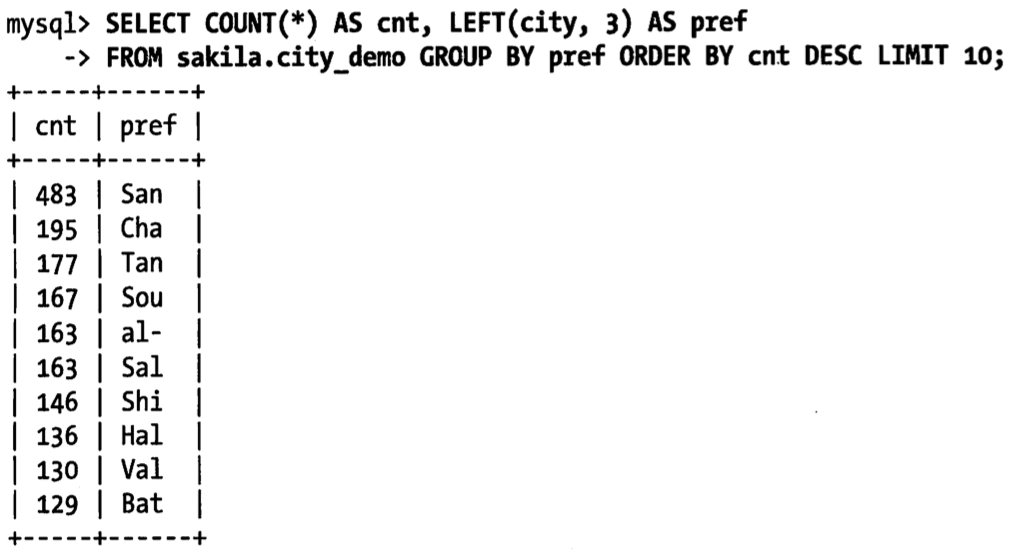 mysql> SELECT COUNT(*) AS cnt, LEFT(city, 3) AS pref
    -> FROM sakila.city_demo GROUP BY pref ORDER BY cnt DESC LIMIT 10;
+-----+------+
| cnt | pref |
+-----+------+
| 483 | San  |
| 195 | Cha  |
| 177 | Tan  |
| 167 | Sou  |
| 163 | al-  |
| 163 | Sal  |
| 146 | Shi  |
| 136 | Hal  |
| 130 | Val  |
| 129 | Bat  |
+-----+------+